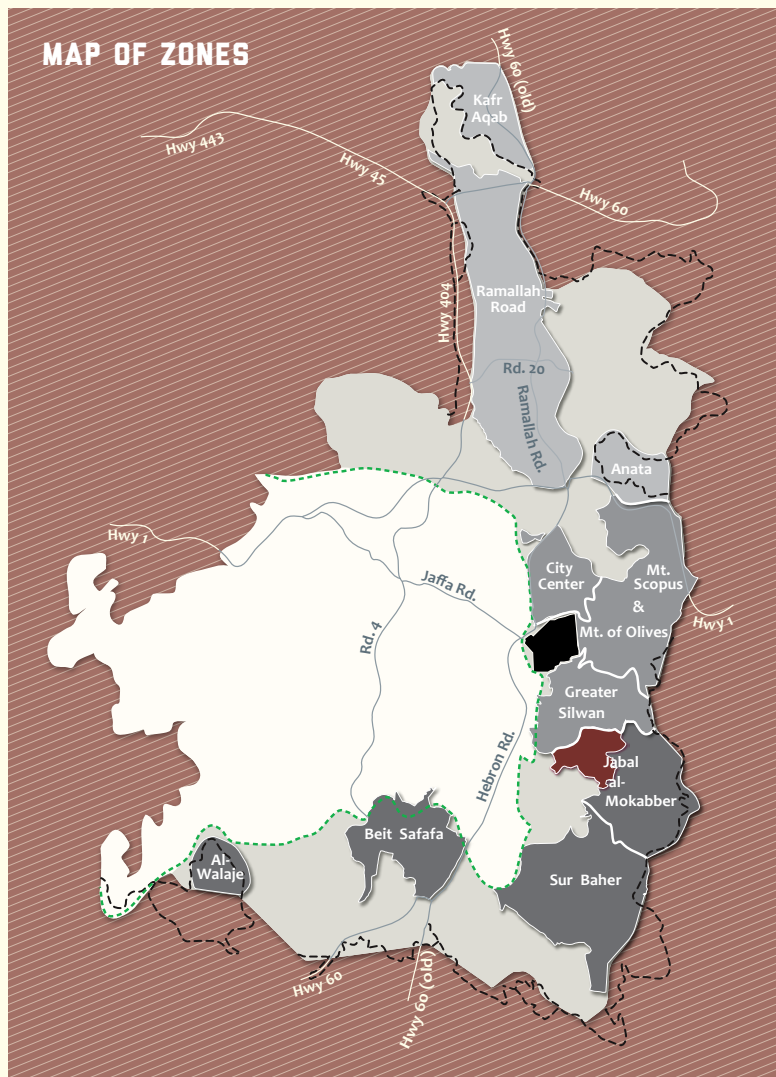 MAP OF ZONES
Hwy 60 (old)
Kafr
Aqab
Hwy 443
Hwy 45
Hwy 60
Ramallah
Road
Hwy 404
Rd. 20
Ramallah Rd.
Anata
Hwy 1
City
Center
Mt.
Scopus
&
Mt. of Olives
Jaffa Rd.
Hwy 1
Rd. 4
Greater
Silwan
Hebron Rd.
Jabal
al-
Mokabber
Beit Safafa
Al-
Walaje
Sur Baher
Hwy 60
Hwy 60 (old)